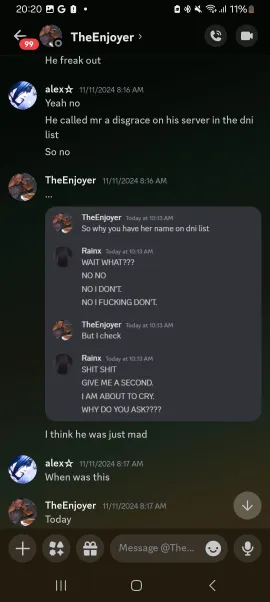 20:20
11%
99
TheEnjoyer
He freak out
alex☆ 11/11/2024 8:16 AM
Yeah no
He called mr a disgrace on his server in the dni
list
So no
TheEnjoyer 11/11/2024 8:16 AM
...
TheEnjoyer Today at 10:13 AM
So why you have her name on dni list
Rainx Today at 10:13 AM
WAIT WHAT???
NO NO
NO I DON'T.
NO I FUCKING DON'T.
TheEnjoyer Today at 10:13 AM
But I check
Rainx Today at 10:13 AM
SHIT SHIT
GIVE ME A SECOND.
I AM ABOUT TO CRY.
WHY DO YOU ASK????
I think he was just mad
alex☆ 11/11/2024 8:17 AM
When was this
TheEnjoyer 11/11/2024 8:17 AM
Today
Message @The...